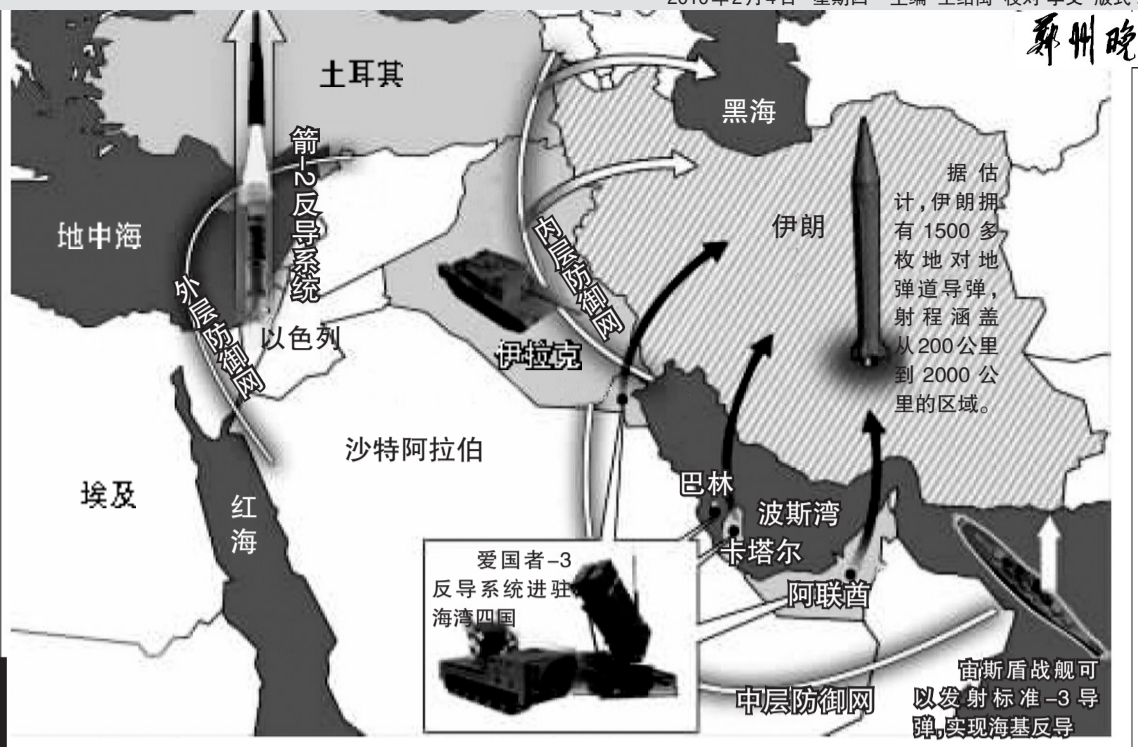 郑州晚
土耳其
黑海
箭-2反导系统
地中海
外层防御网
以色列
内层防御网
伊拉克
伊朗
据估
计,伊朗拥
有1500多
枚地对地
弹道导弹,
射程涵盖
从200公里
到2000公
里的区域。
沙特阿拉伯
埃及
红
海
巴林
波斯湾
卡塔尔
阿联酋
爱国者-3
反导系统进驻
海湾四国
中层防御网
宙斯盾战舰可
以发射标准-3导
弹,实现海基反导